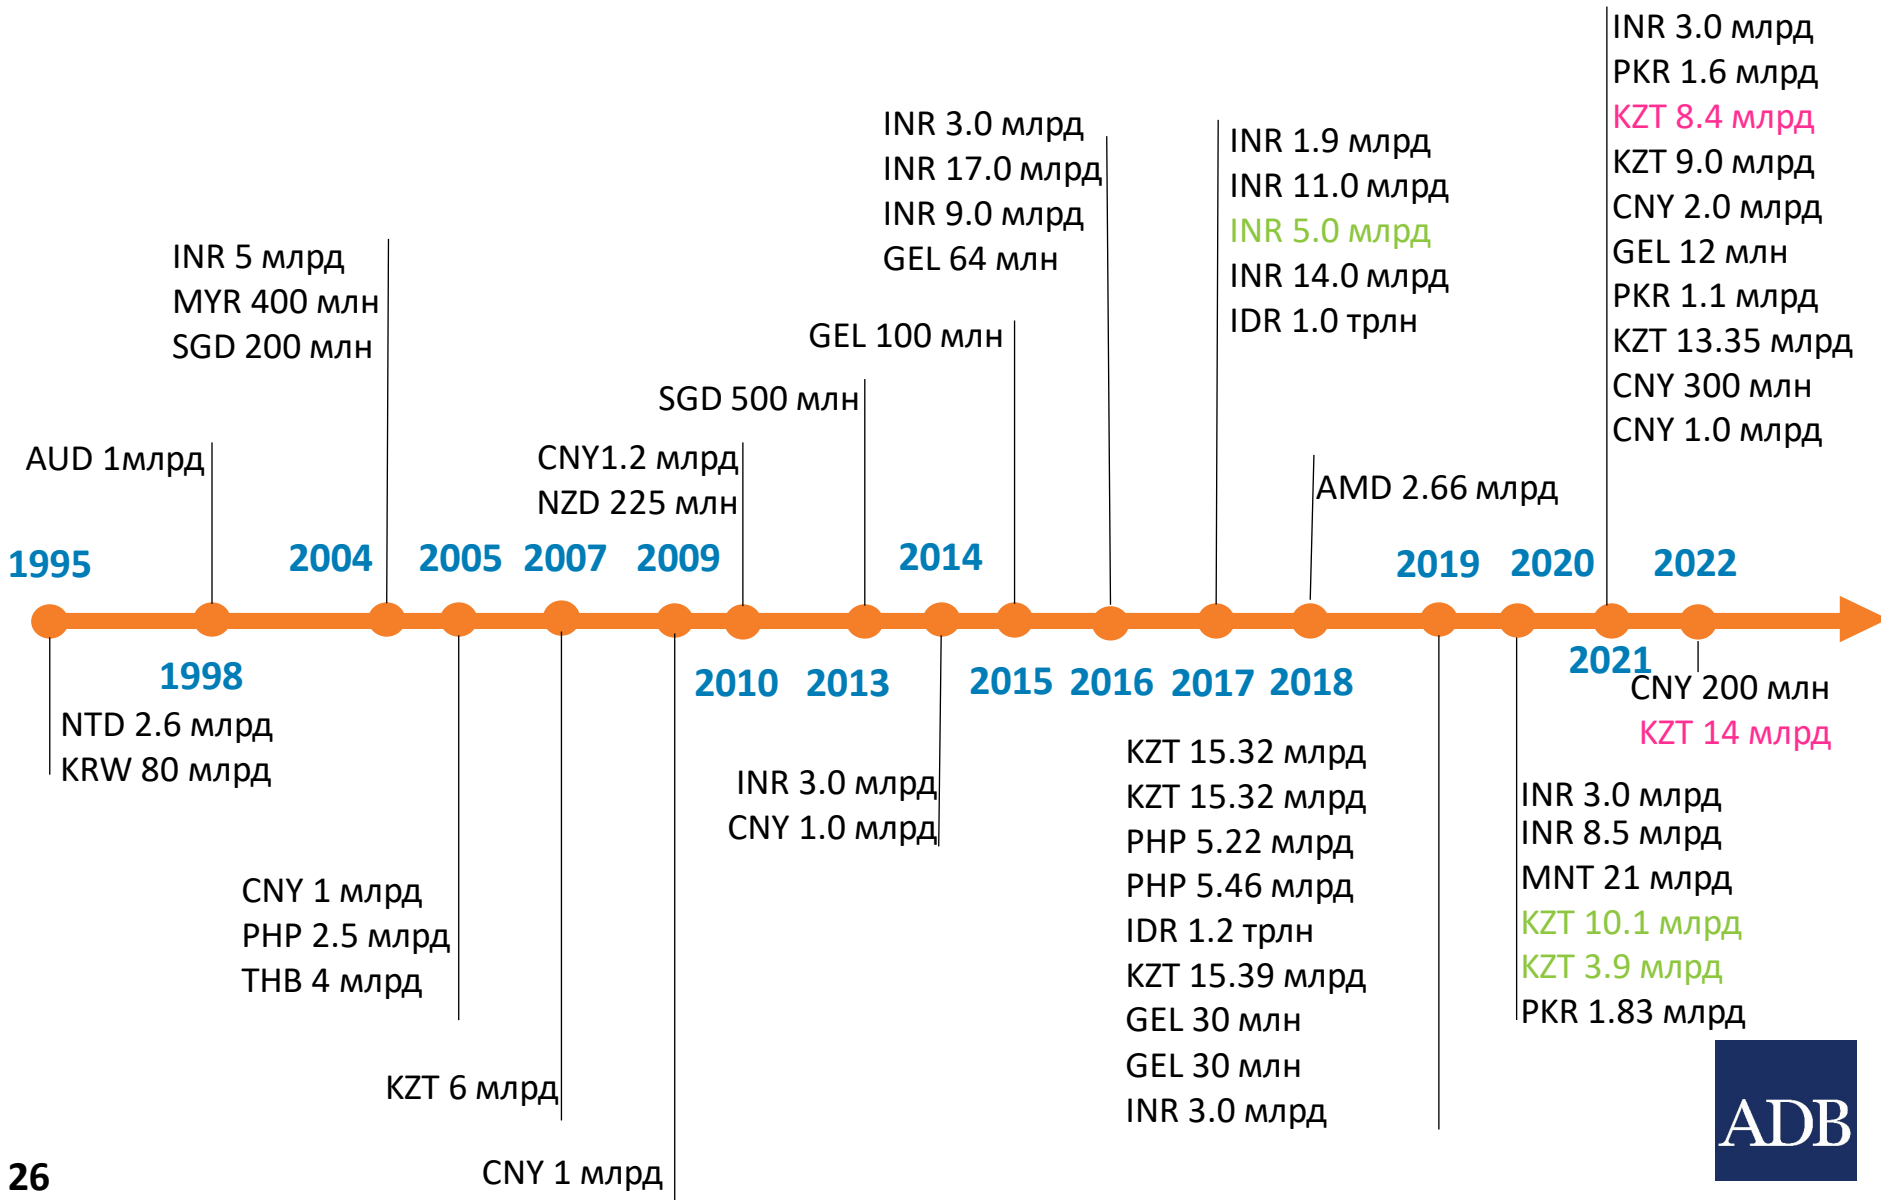 INR 3.0 млрд
PKR 1.6 млрд
KZT 8.4 млрд
KZT 9.0 млрд
CNY 2.0 млрд
GEL 12 млн
PKR 1.1 млрд
KZT 13.35 млрд
CNY 300 млн
CNY 1.0 млрд
INR 3.0 млрд
INR 17.0 млрд
INR 9.0 млрд
GEL 64 млн
INR 1.9 млрд
INR 11.0 млрд
INR 5.0 млрд
INR 14.0 млрд
IDR 1.0 трлн
INR 5 млрд
MYR 400 млн
SGD 200 млн
GEL 100 млн
SGD 500 млн
AUD 1млрд
CNY1.2 млрд
NZD 225 млн
AMD 2.66 млрд
1995
2004
2005
2007
2009
2014
2019
2020
2022
1998
2010
2013
2015
2016
2017
2018
2021
NTD 2.6 млрд
KRW 80 млрд
CNY 200 млн
KZT 14 млрд
INR 3.0 млрд
CNY 1.0 млрд
KZT 15.32 млрд
KZT 15.32 млрд
PHP 5.22 млрд
PHP 5.46 млрд
IDR 1.2 трлн
KZT 15.39 млрд
GEL 30 млн
GEL 30 млн
INR 3.0 млрд
INR 3.0 млрд
INR 8.5 млрд
MNT 21 млрд
KZT 10.1 млрд
KZT 3.9 млрд
PKR 1.83 млрд
CNY 1 млрд
PHP 2.5 млрд
THB 4 млрд
KZT 6 млрд
CNY 1 млрд
ADB
26